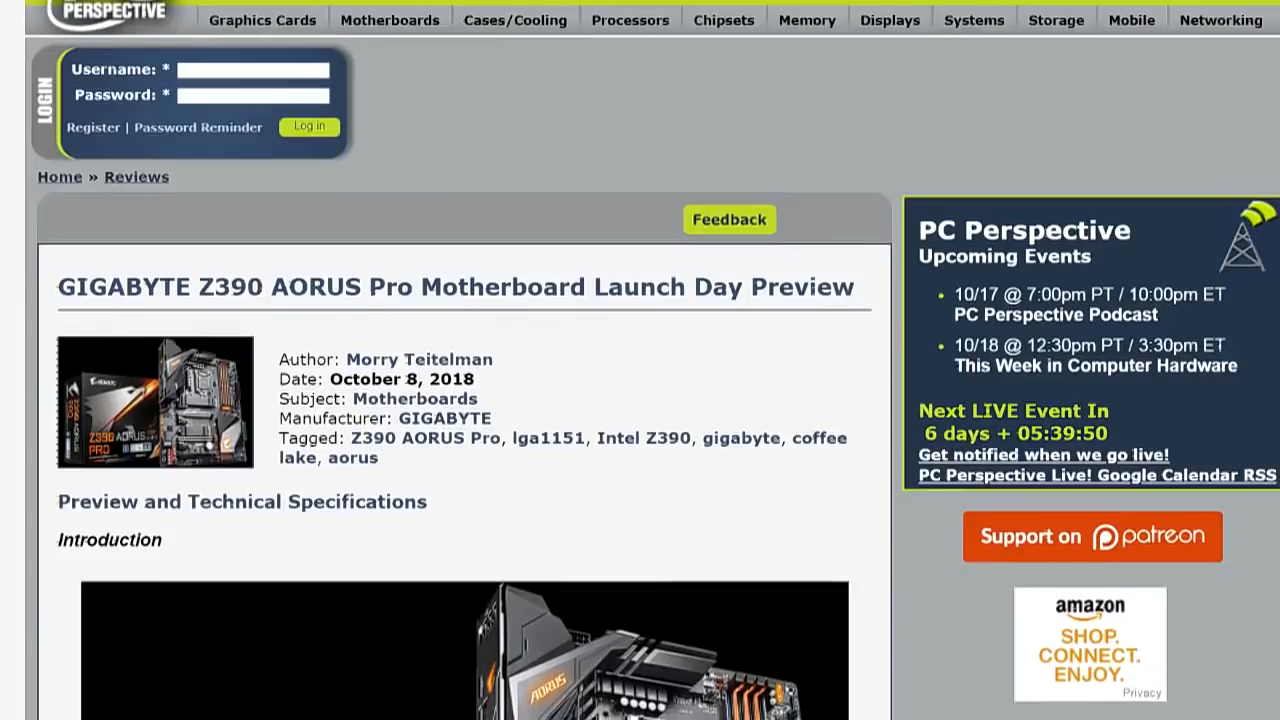 PERSPECTIVE
Graphics Cards
Motherboards
Cases/Cooling
Processors
Chipsets
Memory
Displays
Systems
Storage
Mobile
Networking
LOGIN
Username: *
Password: *
Register | Password Reminder
Log in
Home » Reviews
Feedback
GIGABYTE Z390 AORUS Pro Motherboard Launch Day Preview
AORUS
Z390 AORUS
PRO
Author: Morry Teitelman
Date: October 8, 2018
Subject: Motherboards
Manufacturer: GIGABYTE
Tagged: Z390 AORUS Pro, lga1151, Intel Z390, gigabyte, coffee
lake, aorus
Preview and Technical Specifications
Introduction
AORUS
PC Perspective
Upcoming Events
• 10/17 @ 7:00pm PT / 10:00pm ET
PC Perspective Podcast
• 10/18 @ 12:30pm PT / 3:30pm ET
This Week in Computer Hardware
Next LIVE Event In
6 days + 05:39:50
Get notified when we go live!
PC Perspective Live! Google Calendar RSS
Support on patreon
amazon
SHOP.
CONNECT.
ENJOY.
Privacy